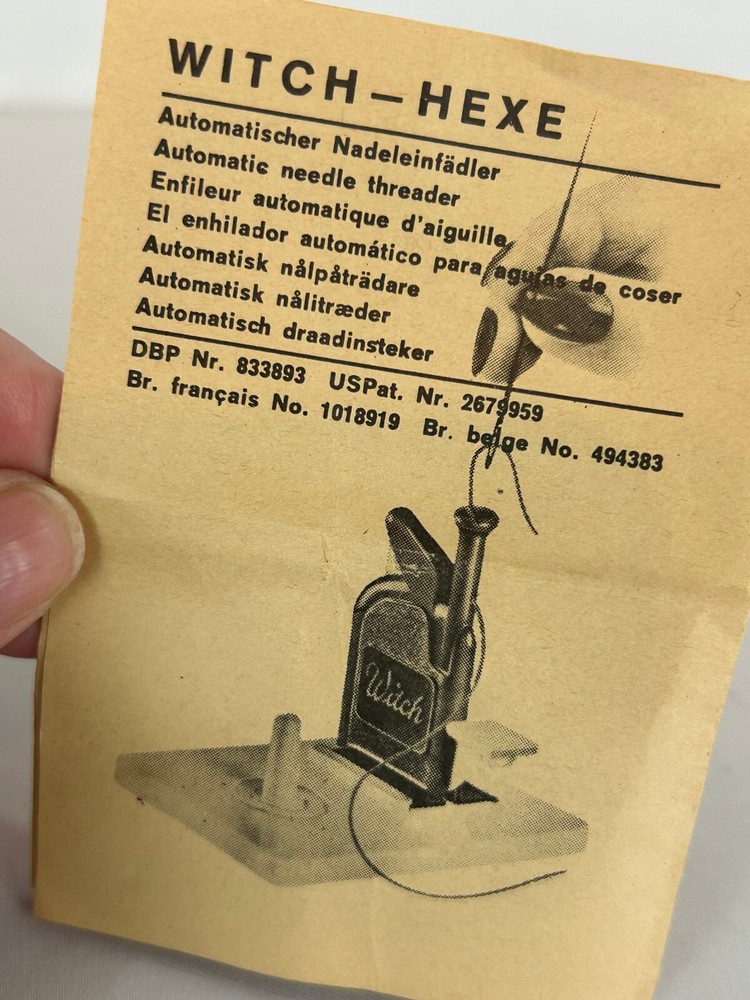 WITCH – HEXE
Automatischer Nadeleinfädler
Automatic needle threader
Enfileur automatique d'aiguille
El enhilador automático para agujas de coser
Automatisk nålpåträdare
Automatisk nålitræder
Automatisch draadinsteker
DBP Nr. 833893 USPat. Nr. 2679959
Br. français No. 1018919 Br. belge No. 494383
Witch